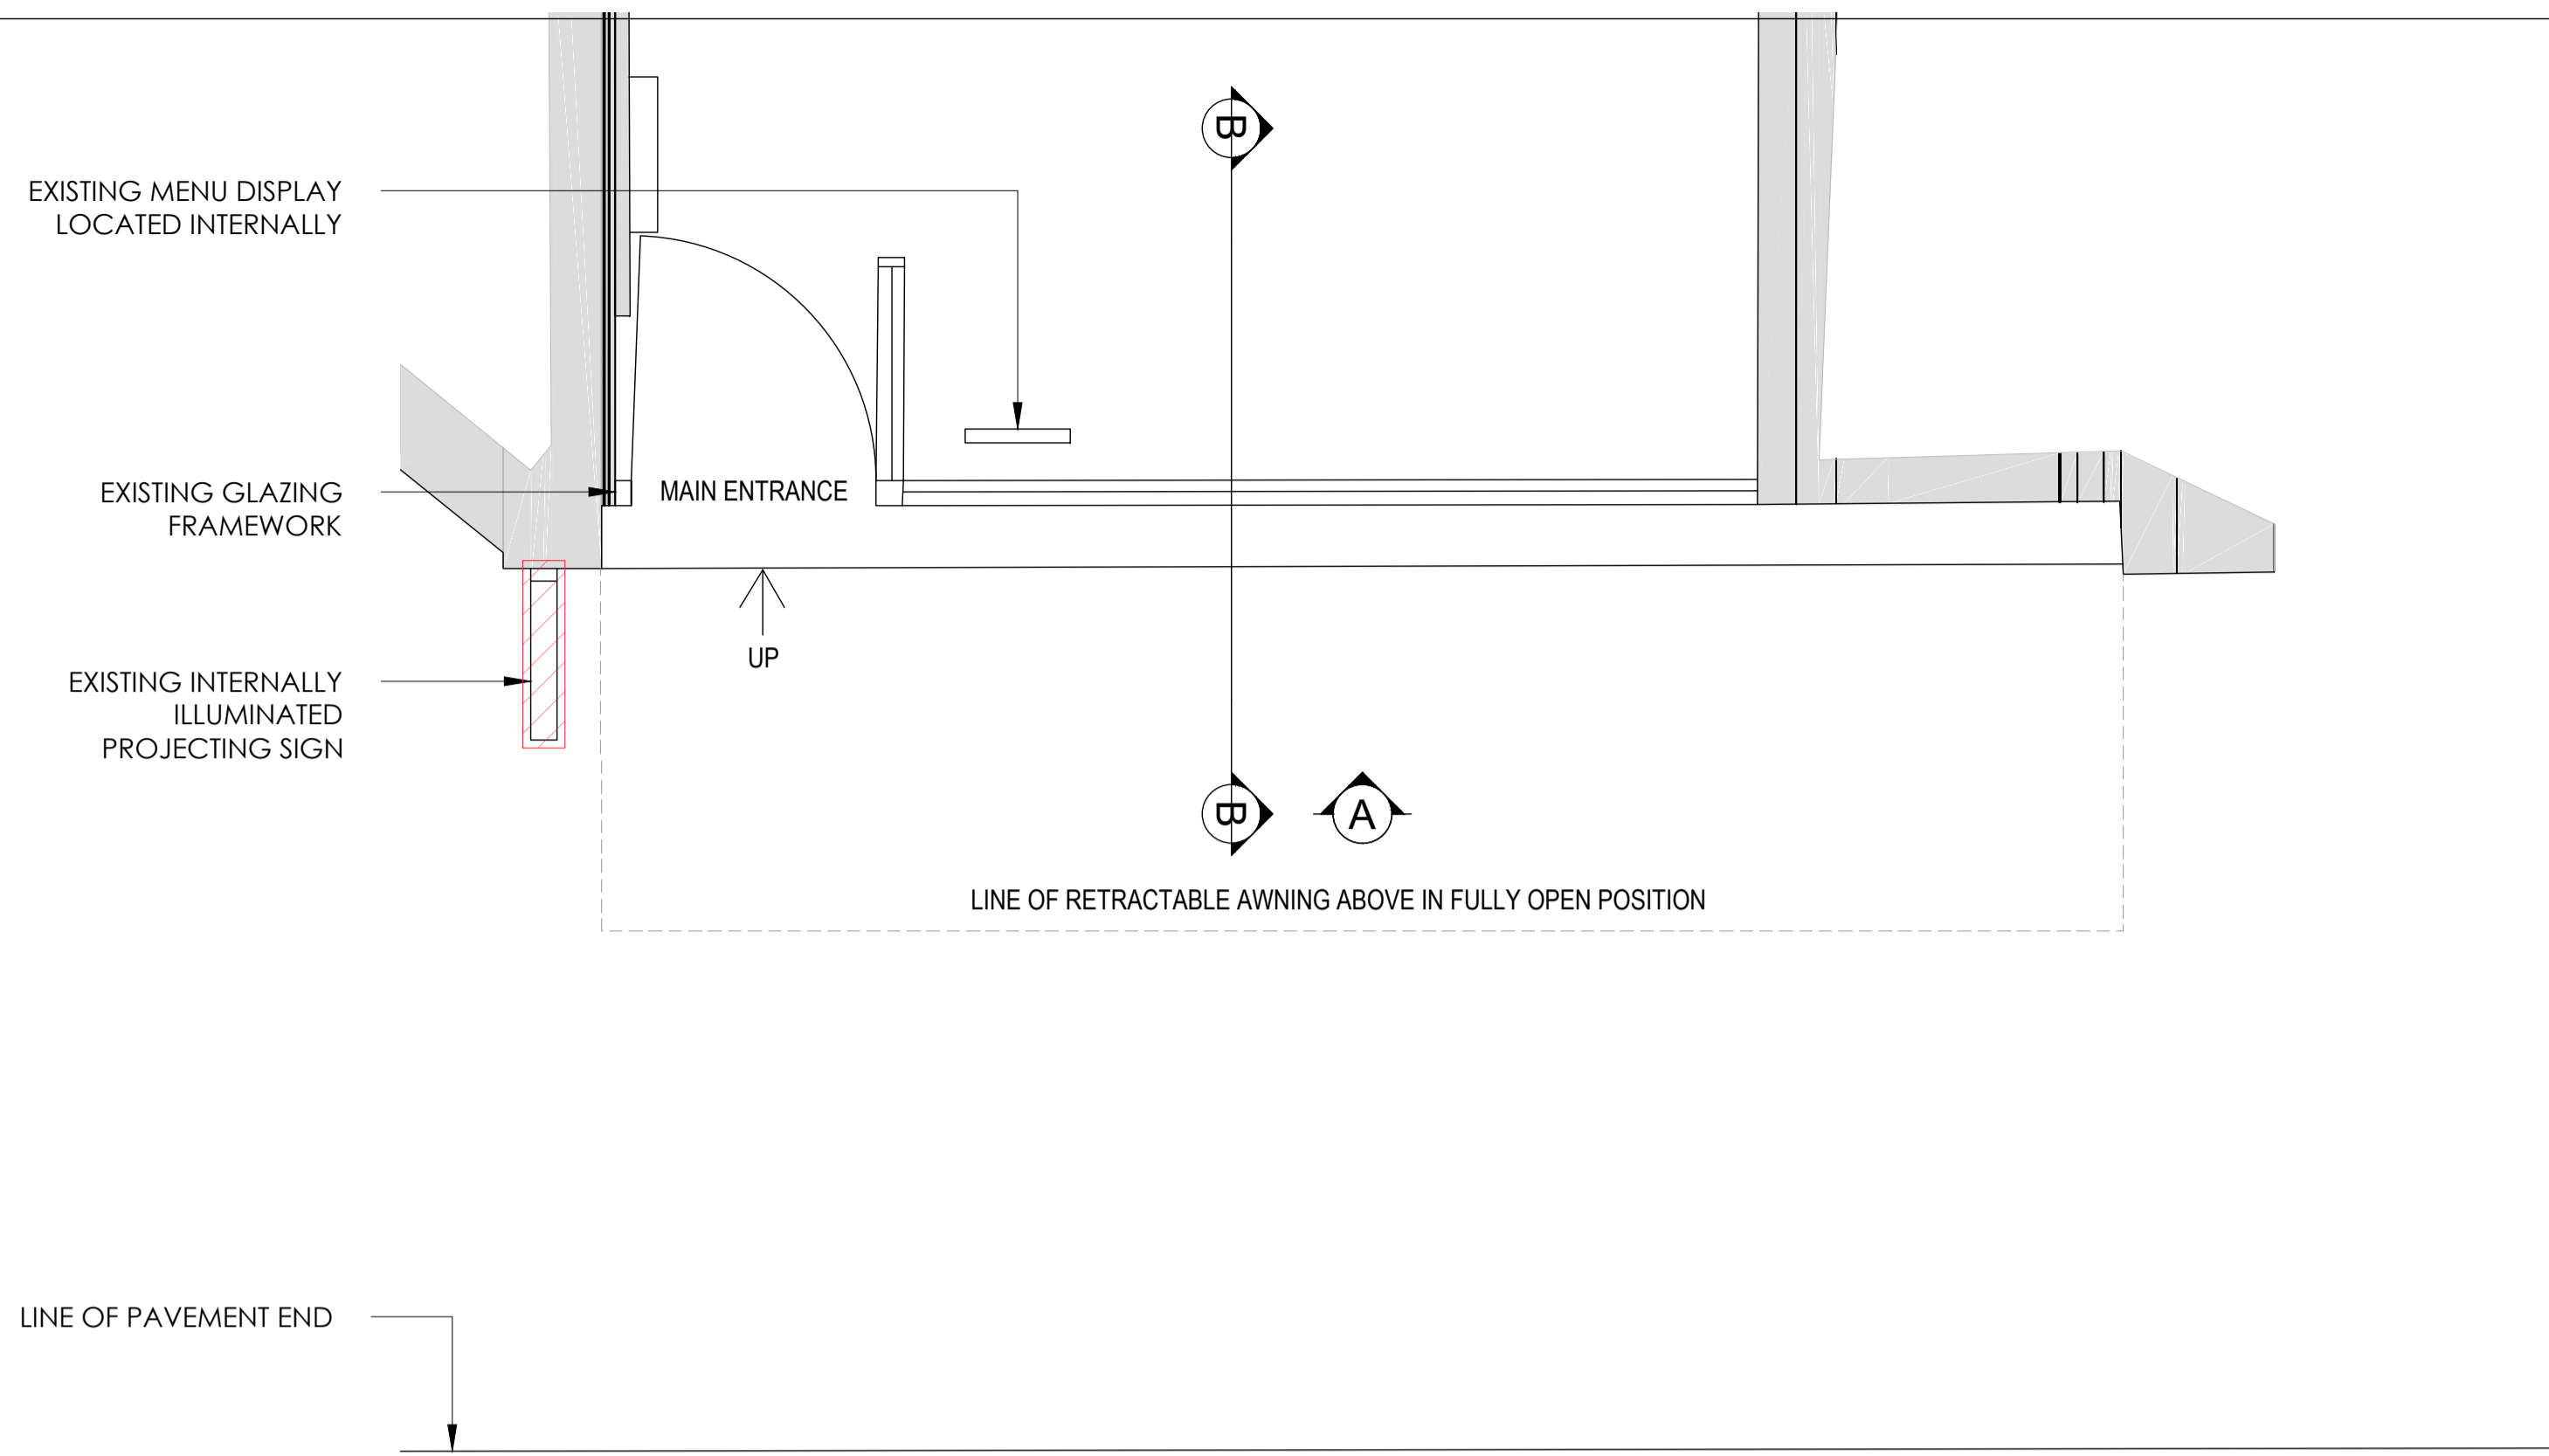 EXISTING MENU DISPLAY
LOCATED INTERNALLY
B
EXISTING GLAZING
FRAMEWORK
MAIN ENTRANCE
UP
EXISTING INTERNALLY
ILLUMINATED
PROJECTING SIGN
B
A
LINE OF RETRACTABLE AWNING ABOVE IN FULLY OPEN POSITION
LINE OF PAVEMENT END